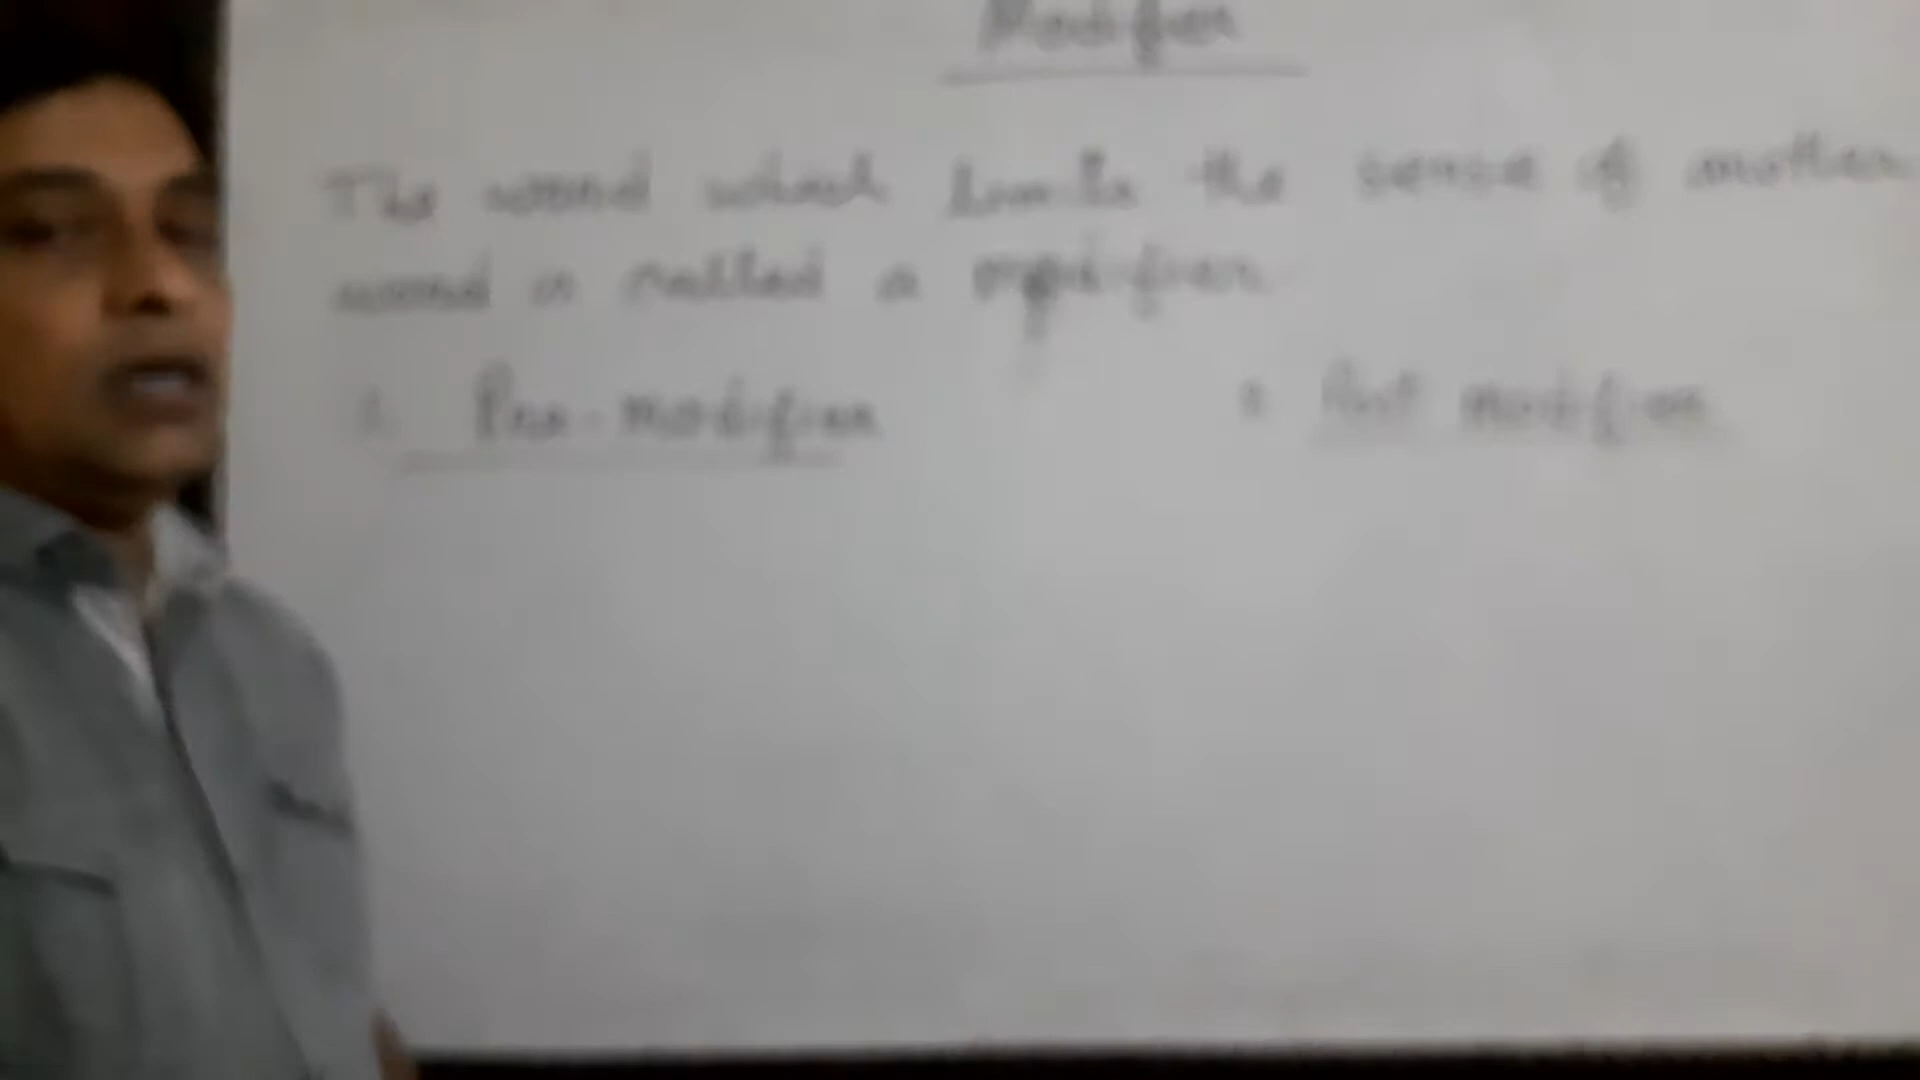 Modifier
The word which limits the sense of another
word is called a modifier
1. Pre-modifier 2. Post modifier